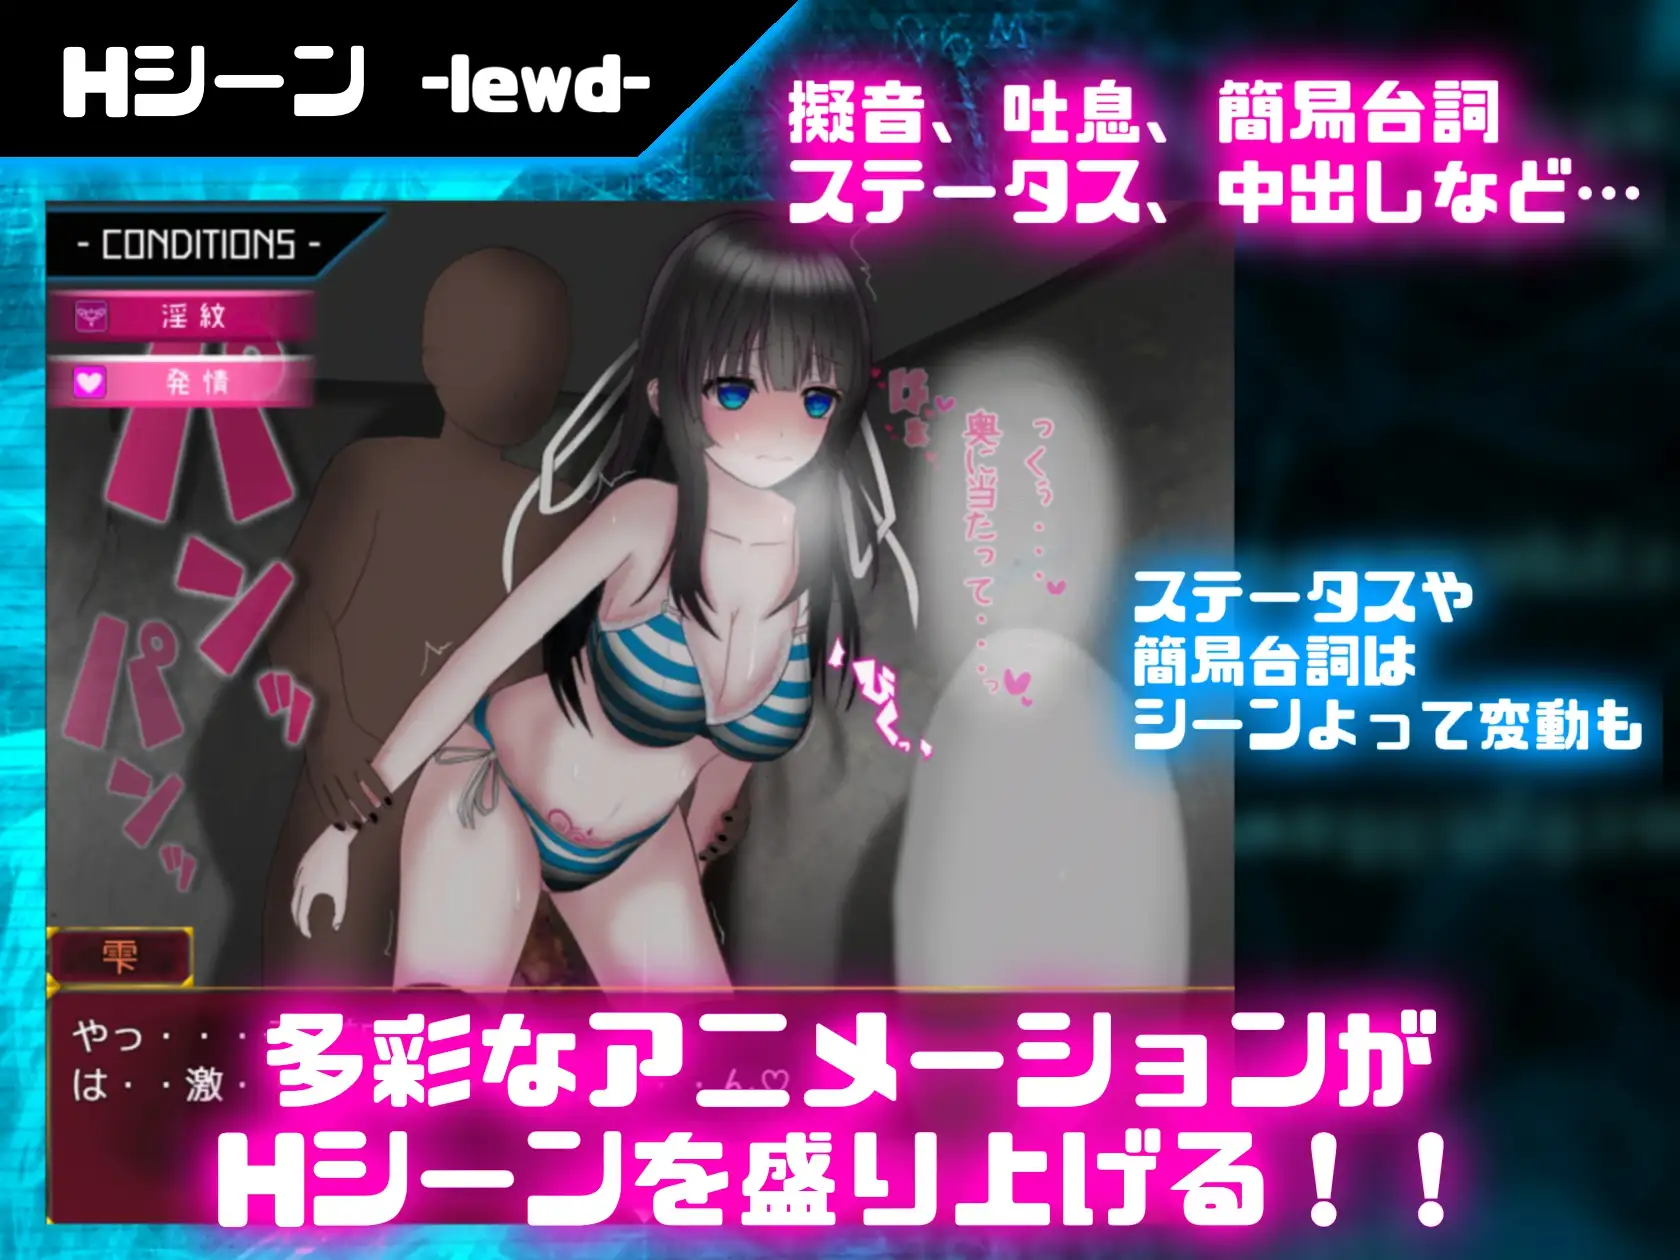 Hシーン -lewd-
擬音、吐息、簡易台詞
ステータス、中出しなど…
- CONDITIONS -
淫紋
発情
パンッ
パンッ
っくぅ・・・
奥に当たって・・・っ
びくっ
ステータスや
簡易台詞は
シーンよって変動も
雫
やっ・・・
は・・激・
ん♡
多彩なアニメーションが
Hシーンを盛り上げる！！